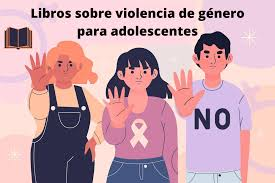 Libros sobre violencia de género
para adolescentes
NO